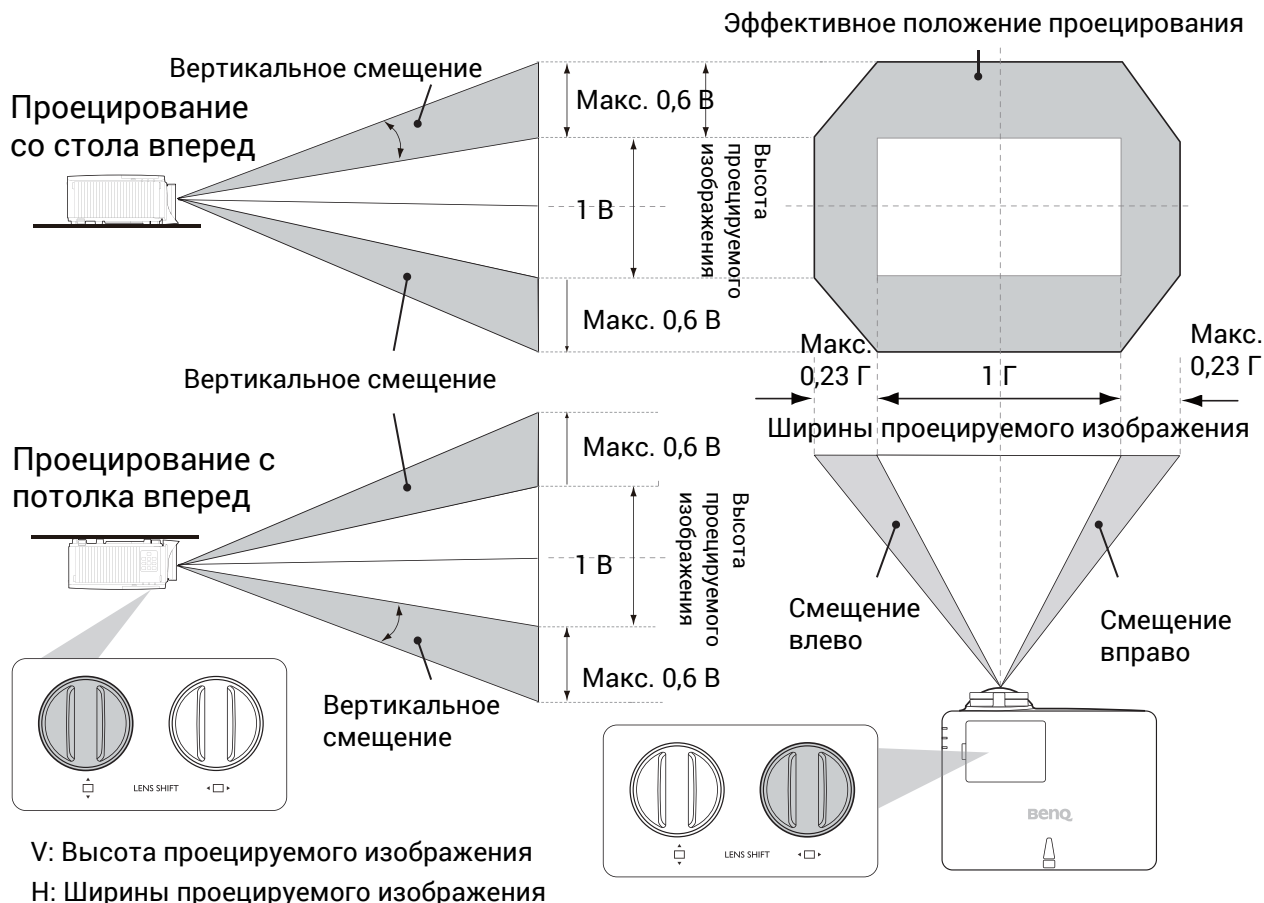 Эффективное положение проецирования
Вертикальное смещение
Проецирование
со стола вперед
Макс. 0,6 В
Высота
проецируемого
изображения
1 В
Макс. 0,6 В
Вертикальное смещение
Макс.
0,23 Г
1 Г
Макс.
0,23 Г
Ширины проецируемого изображения
Проецирование с
потолка вперед
Макс. 0,6 В
Высота
проецируемого
изображения
1 В
Макс. 0,6 В
Вертикальное
смещение
Смещение
влево
Смещение
вправо
LENS SHIFT
LENS SHIFT
BenQ
V: Высота проецируемого изображения
H: Ширины проецируемого изображения